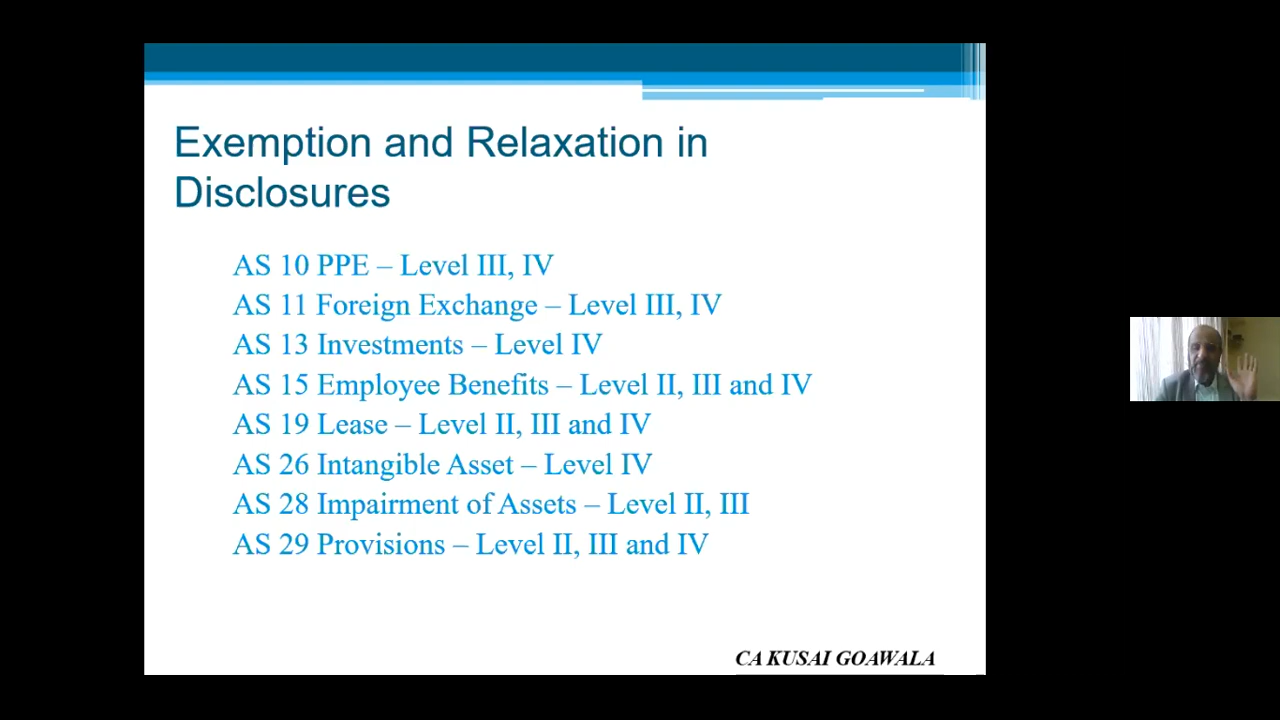 Exemption and Relaxation in
Disclosures
AS 10 PPE – Level III, IV
AS 11 Foreign Exchange – Level III, IV
AS 13 Investments – Level IV
AS 15 Employee Benefits – Level II, III and IV
AS 19 Lease – Level II, III and IV
AS 26 Intangible Asset – Level IV
AS 28 Impairment of Assets – Level II, III
AS 29 Provisions – Level II, III and IV
CA KUSAI GOAWALA